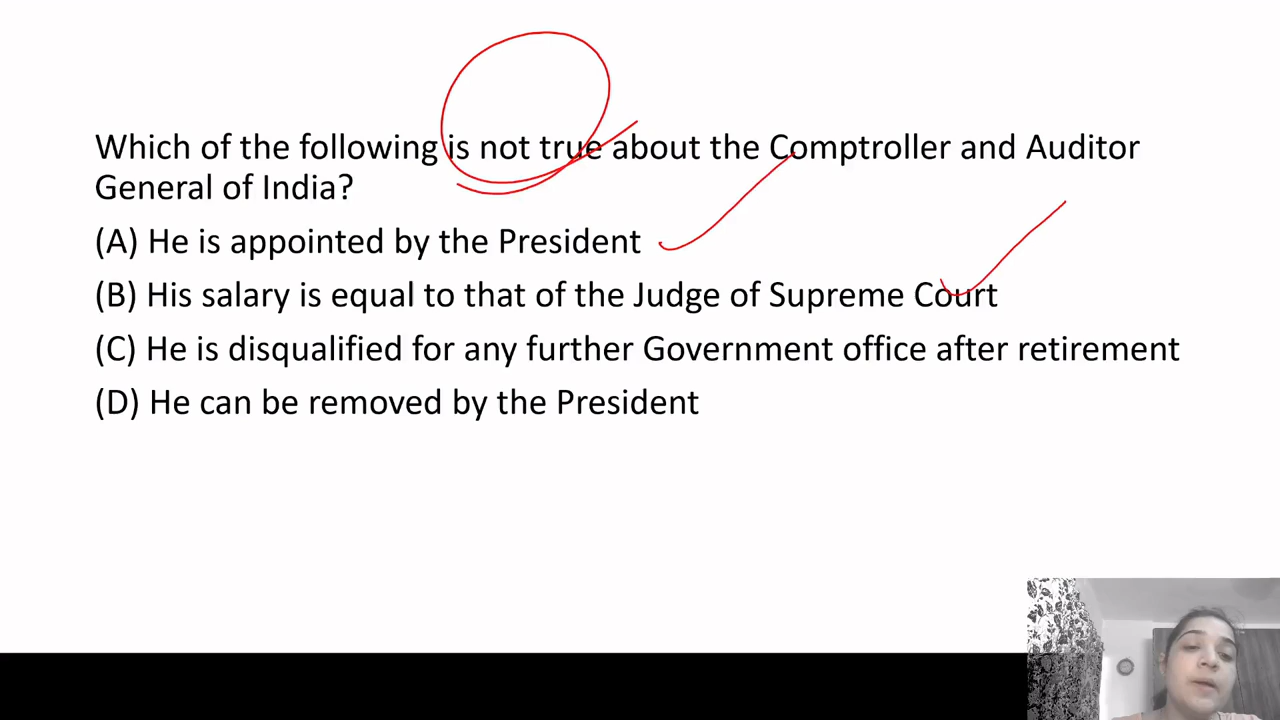 Which of the following is not true about the Comptroller and Auditor
General of India?
(A) He is appointed by the President
(B) His salary is equal to that of the Judge of Supreme Court
(C) He is disqualified for any further Government office after retirement
(D) He can be removed by the President